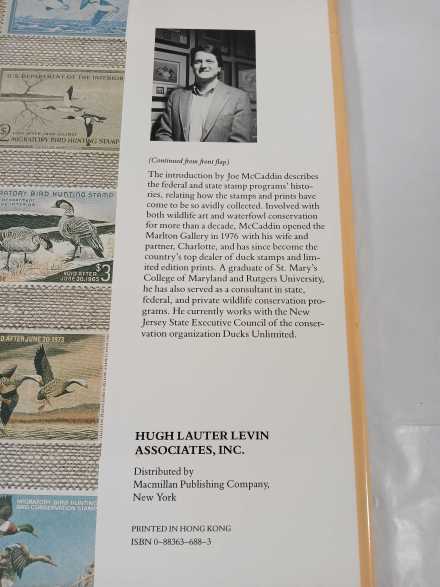 U.S. DEPARTMENT OF THE INTERIOR
MIGRATORY BIRD HUNTING STAMP
MIGRATORY BIRD HUNTING STAMP
VOID AFTER
JUNE 30, 1965
$3
AFTER JUNE 30, 1973
MIGRATORY BIRD HUNTING
AND CONSERVATION STAMP
(Continued from front flap)
The introduction by Joe McCaddin describes
the federal and state stamp programs' histo-
ries, relating how the stamps and prints have
come to be so avidly collected. Involved with
both wildlife art and waterfowl conservation
for more than a decade, McCaddin opened the
Marlton Gallery in 1976 with his wife and
partner, Charlotte, and has since become the
country's top dealer of duck stamps and lim-
ited edition prints. A graduate of St. Mary's
College of Maryland and Rutgers University,
he has also served as a consultant in state,
federal, and private wildlife conservation pro-
grams. He currently works with the New
Jersey State Executive Council of the conser-
vation organization Ducks Unlimited.
HUGH LAUTER LEVIN
ASSOCIATES, INC.
Distributed by
Macmillan Publishing Company,
New York
PRINTED IN HONG KONG
ISBN 0-88363-688-3